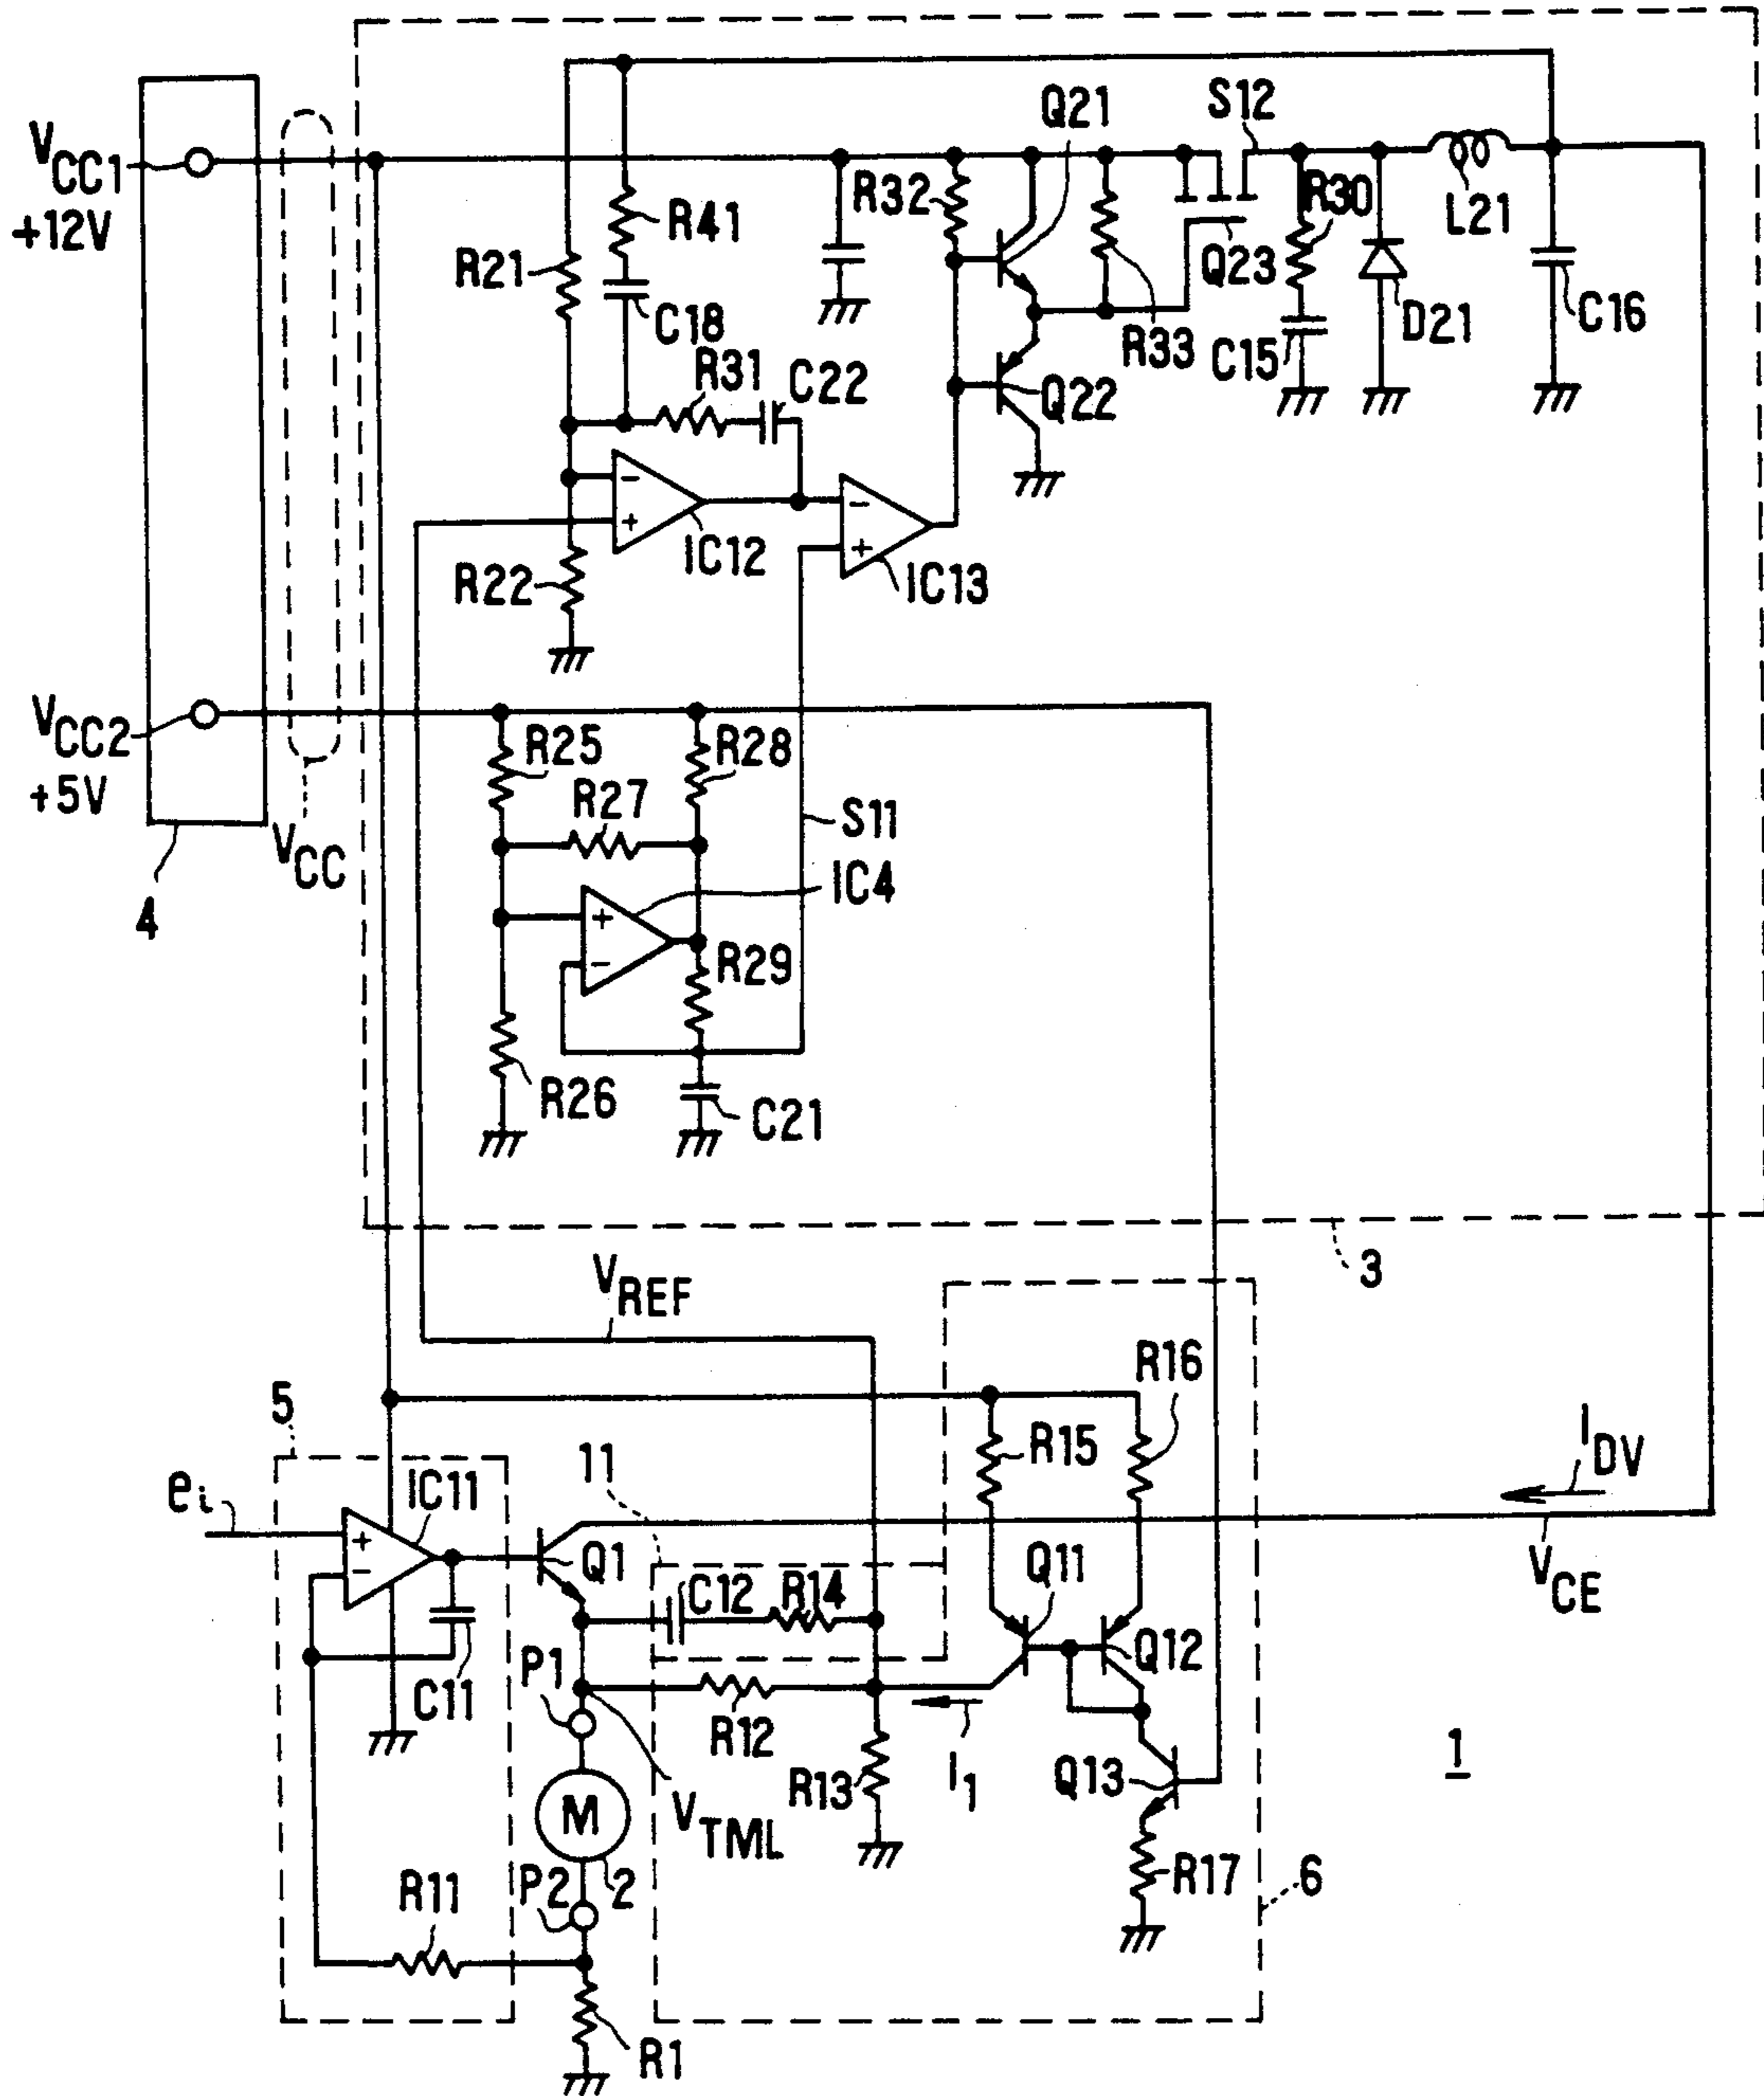 Q21
S12
VCC1
+12V
R41
R32
R30
L21
R21
Q23
C18
R33
C15
D21
C16
R31
C22
Q22
−
+
IC12
−
+
IC13
R22
VCC2
+5V
R25
R28
R27
S11
VCC
IC4
4
+
−
R29
R26
C21
3
VREF
R16
5
R15
IDV
11
IC11
ei
+
−
Q1
Q11
VCE
C12
R14
Q12
P1
C11
R12
I1
1
R13
Q13
M
VTML
R11
P2
2
R17
6
R1